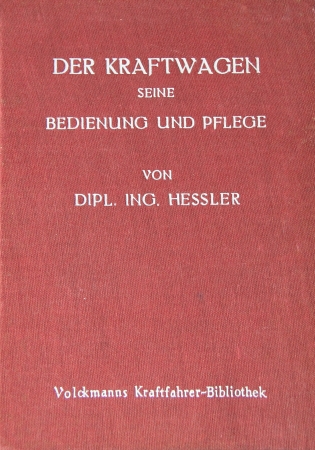 DER KRAFTWAGEN
SEINE
BEDIENUNG UND PFLEGE
VON
DIPL. ING. HESSLER
Volckmanns Kraftfahrer-Bibliothek